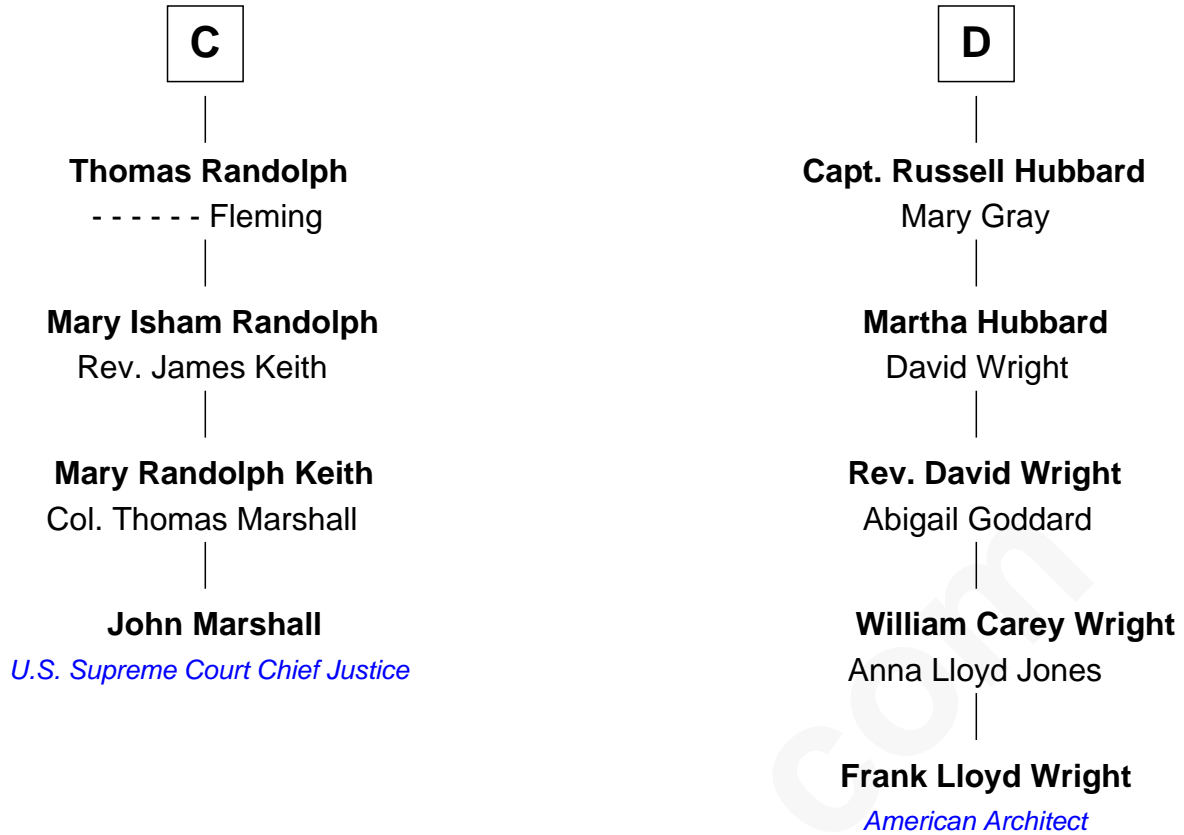 C
Thomas Randolph
- - - - - - Fleming
Mary Isham Randolph
Rev. James Keith
Mary Randolph Keith
Col. Thomas Marshall
John Marshall
U.S. Supreme Court Chief Justice
D
Capt. Russell Hubbard
Mary Gray
Martha Hubbard
David Wright
Rev. David Wright
Abigail Goddard
William Carey Wright
Anna Lloyd Jones
Frank Lloyd Wright
American Architect
com